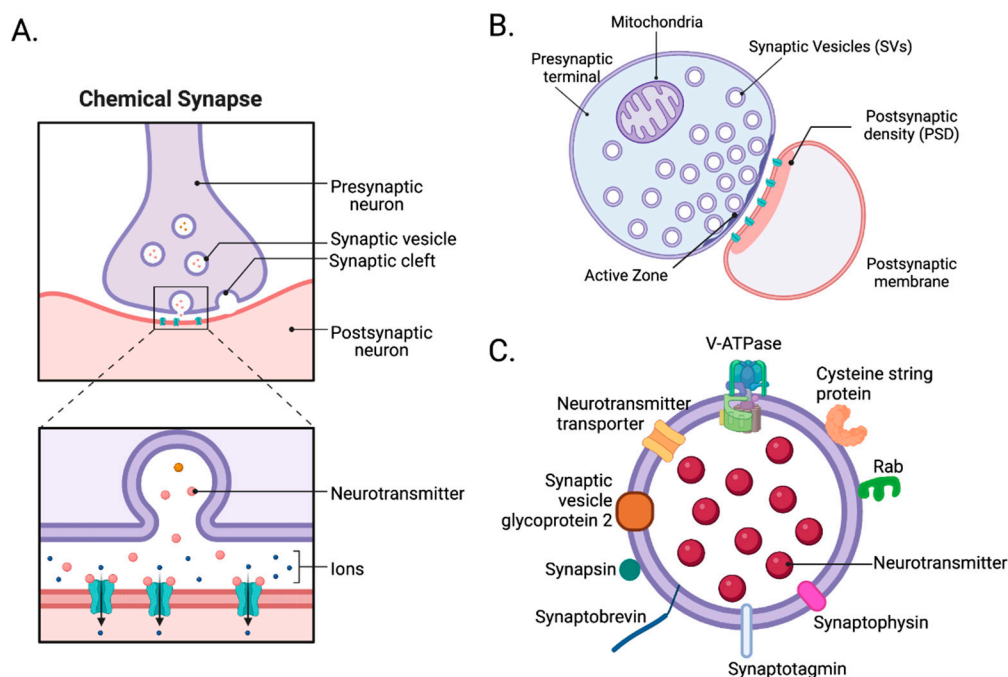 A.
Chemical Synapse
Presynaptic
neuron
Synaptic vesicle
Synaptic cleft
Postsynaptic
neuron
Neurotransmitter
Ions
B.
Mitochondria
Synaptic Vesicles (SVs)
Presynaptic
terminal
Postsynaptic
density (PSD)
Active Zone
Postsynaptic
membrane
C.
V-ATPase
Cysteine string
protein
Neurotransmitter
transporter
Rab
Synaptic
vesicle
glycoprotein 2
Neurotransmitter
Synapsin
Synaptobrevin
Synaptophysin
Synaptotagmin